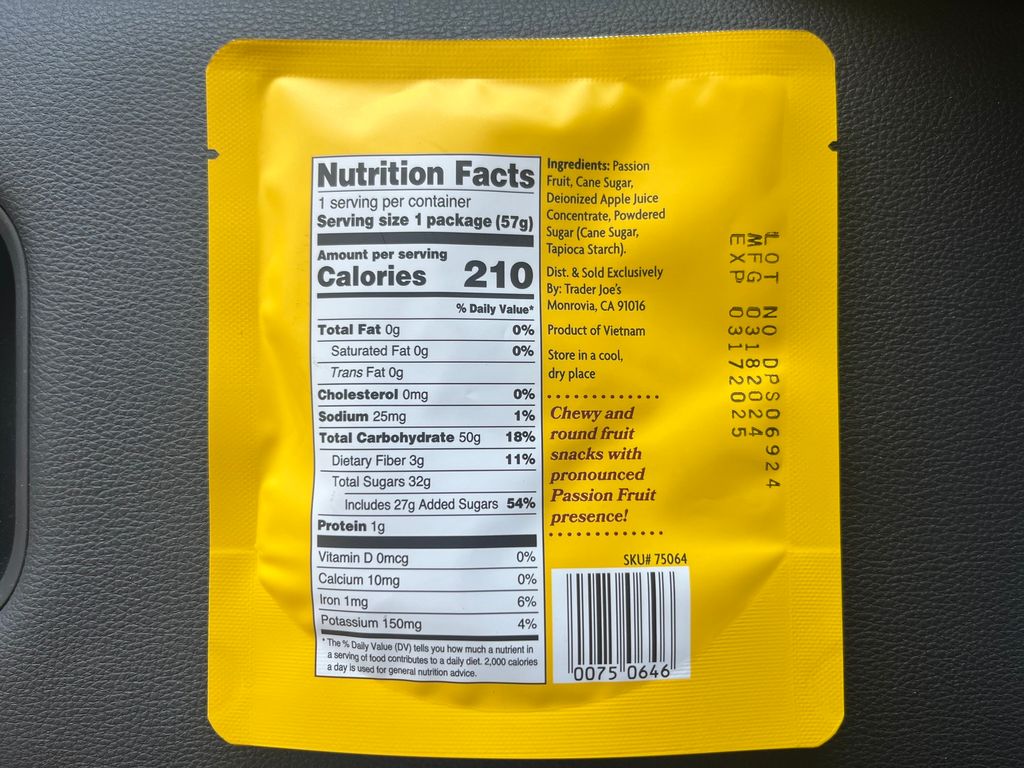 Nutrition Facts
1 serving per container
Serving size 1 package (57g)
Amount per serving
Calories 210
% Daily Value*
Total Fat 0g 0%
Saturated Fat 0g 0%
Trans Fat 0g
Cholesterol 0mg 0%
Sodium 25mg 1%
Total Carbohydrate 50g 18%
Dietary Fiber 3g 11%
Total Sugars 32g
Includes 27g Added Sugars 54%
Protein 1g
Vitamin D 0mcg 0%
Calcium 10mg 0%
Iron 1mg 6%
Potassium 150mg 4%
* The % Daily Value (DV) tells you how much a nutrient in
a serving of food contributes to a daily diet. 2,000 calories
a day is used for general nutrition advice.
Ingredients: Passion
Fruit, Cane Sugar,
Deionized Apple Juice
Concentrate, Powdered
Sugar (Cane Sugar,
Tapioca Starch).
Dist. & Sold Exclusively
By: Trader Joe's
Monrovia, CA 91016
Product of Vietnam
Store in a cool,
dry place
Chewy and
round fruit
snacks with
pronounced
Passion Fruit
presence!
SKU# 75064
0075 0646
LOT NO DPS06924
MFG 03182024
EXP 03172025